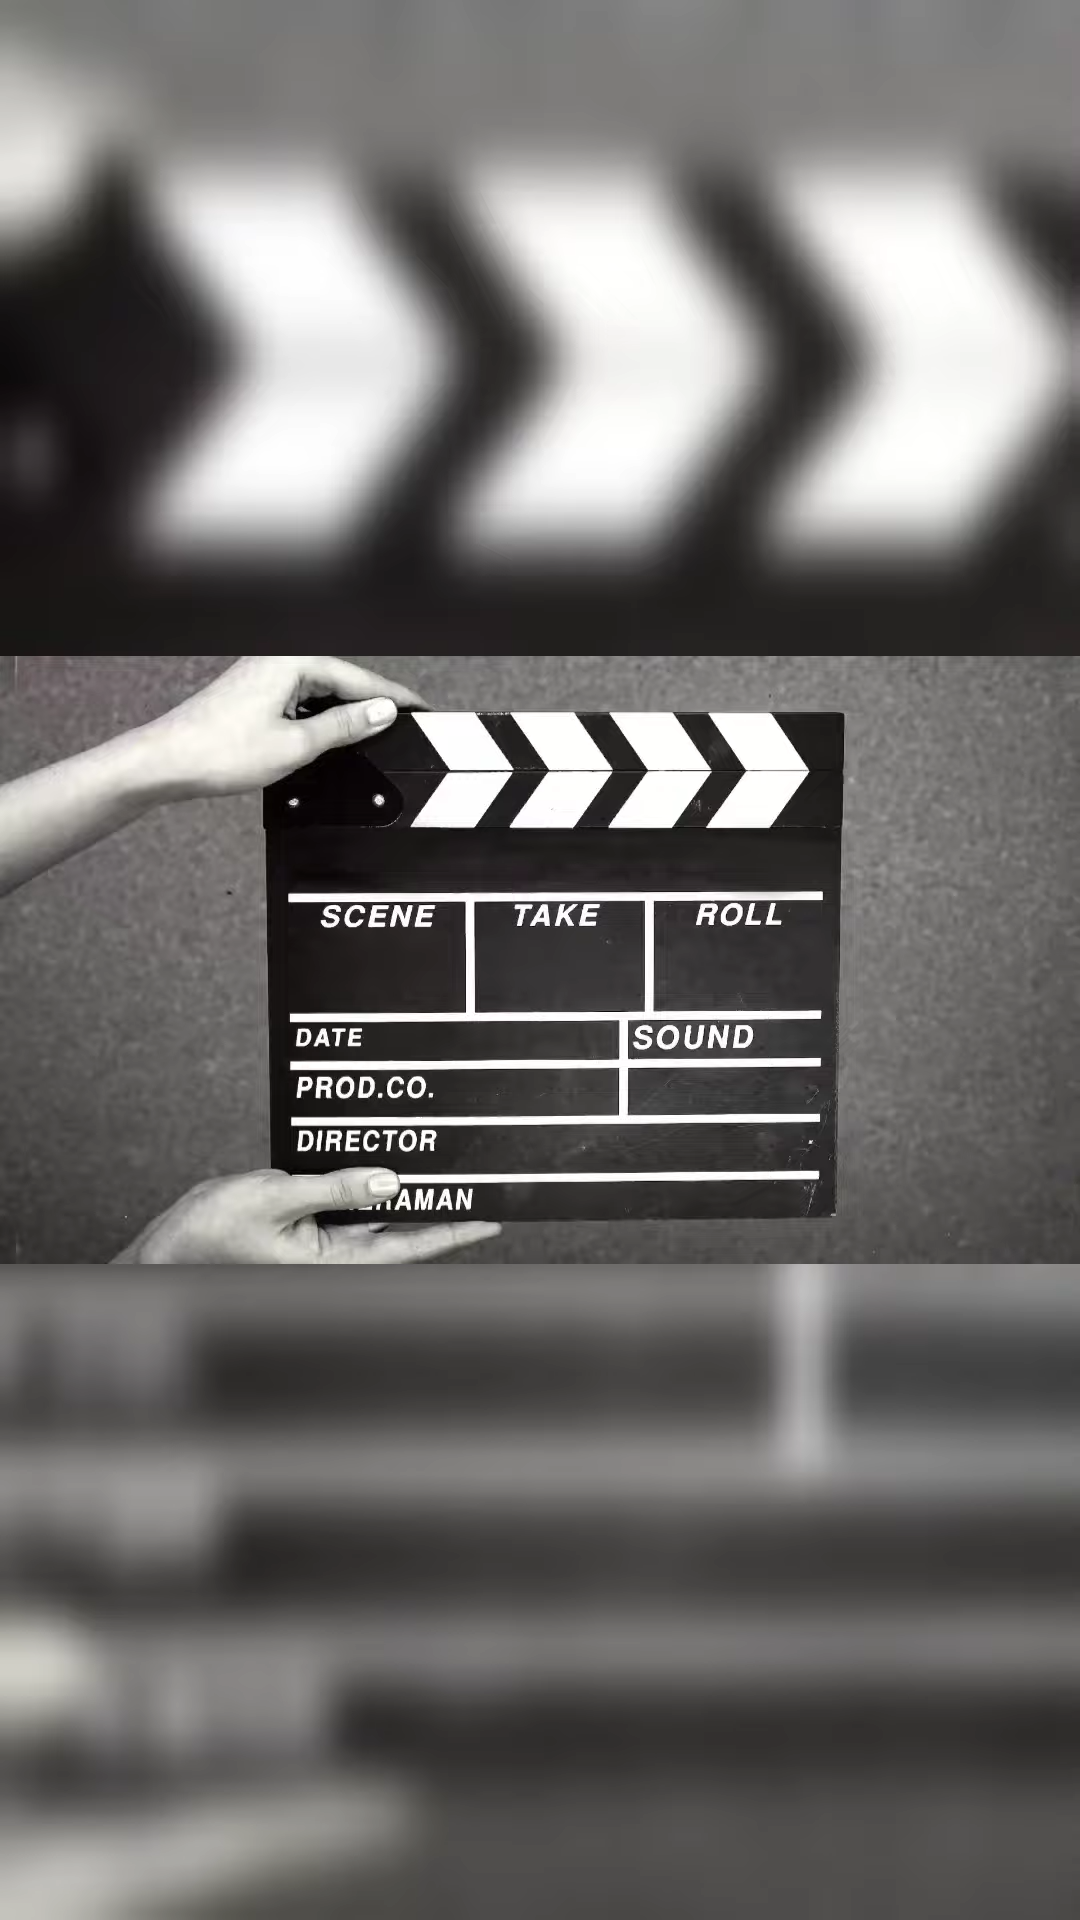 SCENE TAKE ROLL
DATE SOUND
PROD.CO.
DIRECTOR